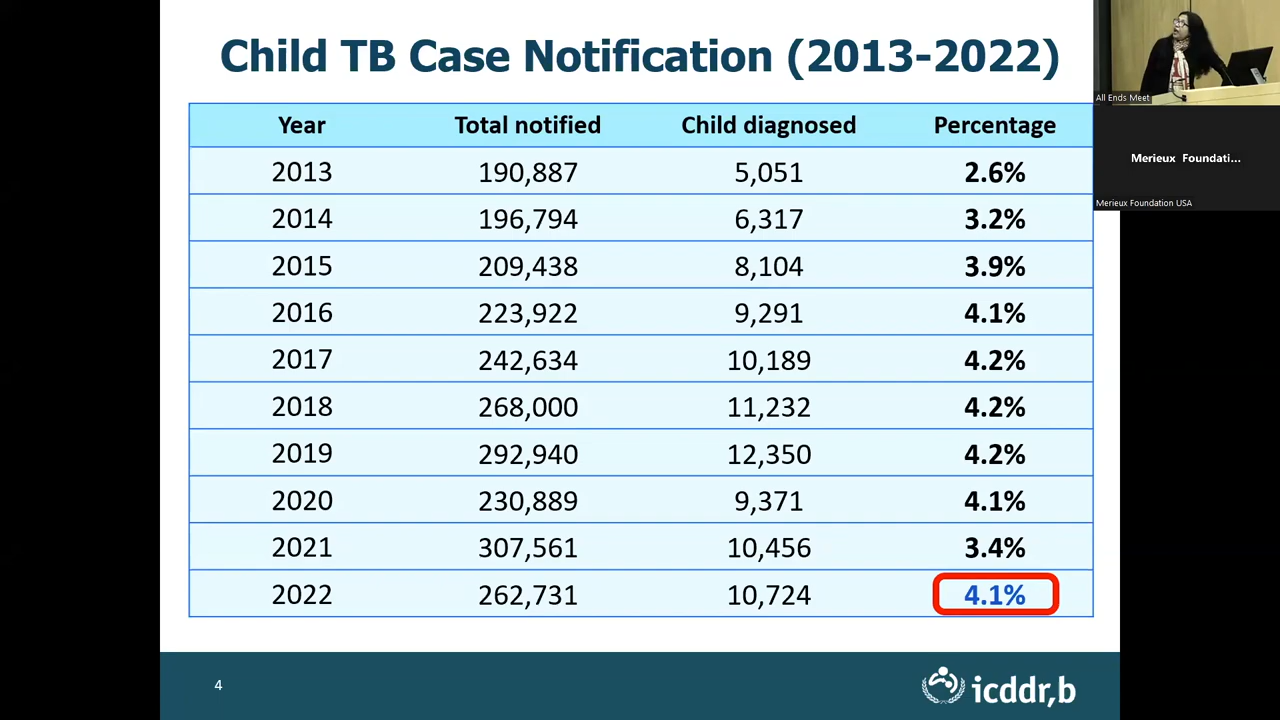 Child TB Case Notification (2013-2022)
Year Total notified Child diagnosed Percentage
2013 190,887 5,051 2.6%
2014 196,794 6,317 3.2%
2015 209,438 8,104 3.9%
2016 223,922 9,291 4.1%
2017 242,634 10,189 4.2%
2018 268,000 11,232 4.2%
2019 292,940 12,350 4.2%
2020 230,889 9,371 4.1%
2021 307,561 10,456 3.4%
2022 262,731 10,724 4.1%
4
icddr,b
All Ends Meet
Merieux Foundati...
Merieux Foundation USA